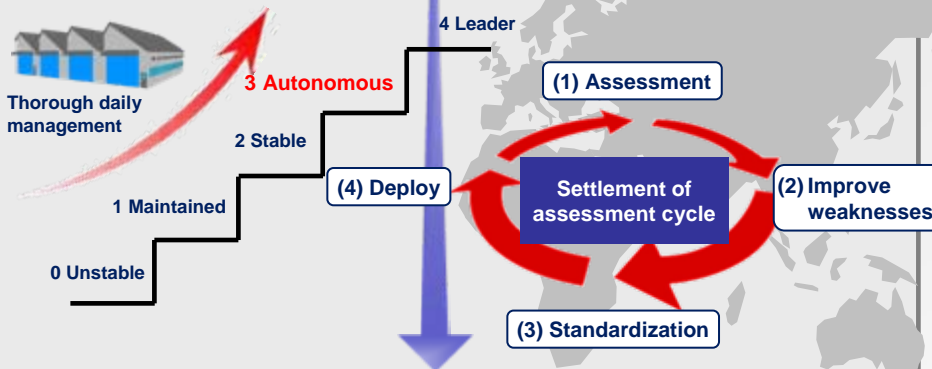 4 Leader
3 Autonomous
Thorough daily
management
2 Stable
1 Maintained
0 Unstable
(1) Assessment
(4) Deploy
Settlement of
assessment cycle
(2) Improve
weaknesses
(3) Standardization